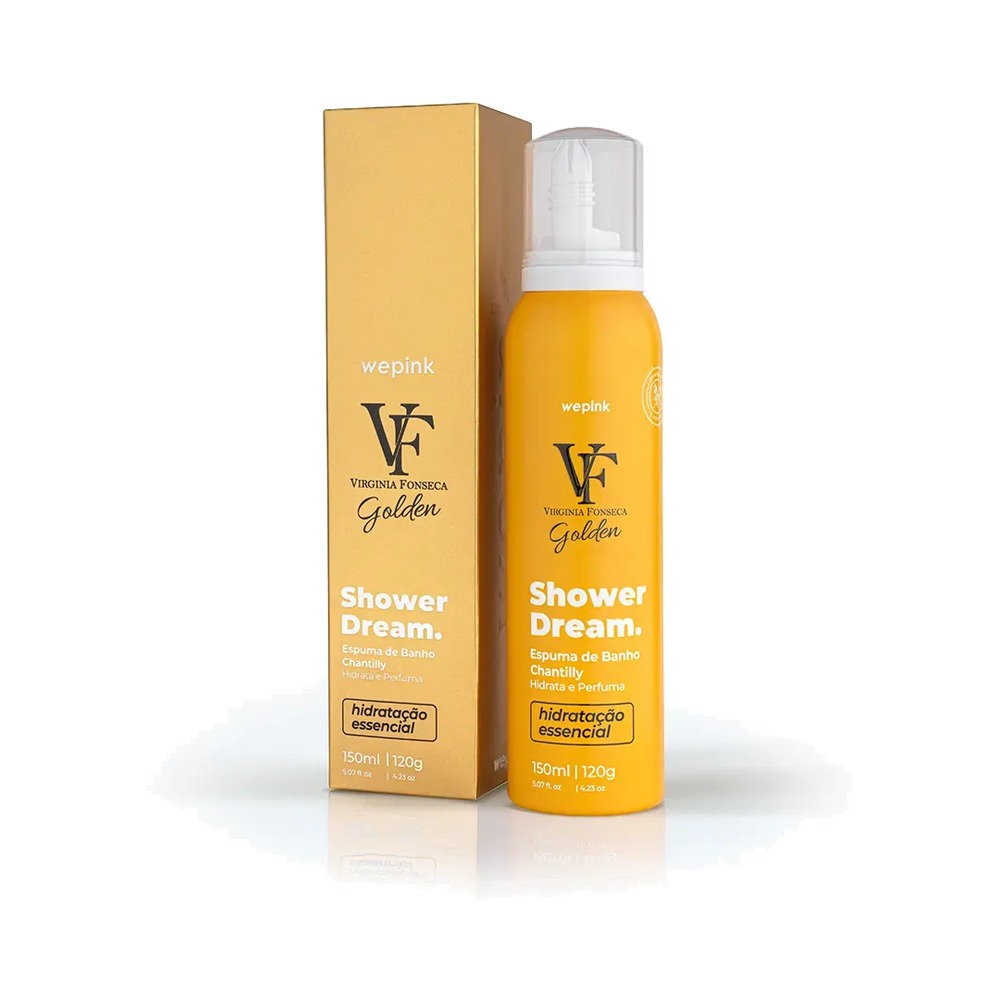 wepink
VF
VIRGINIA FONSECA
Golden
Shower
Dream.
Espuma de Banho
Chantilly
Hidrata e Perfuma
hidratação
essencial
150ml | 120g
5.07 fl. oz | 4.23 oz
wepink
VF
VIRGINIA FONSECA
Golden
Shower
Dream.
Espuma de Banho
Chantilly
Hidrata e Perfuma
hidratação
essencial
150ml | 120g
5.07 fl. oz | 4.23 oz